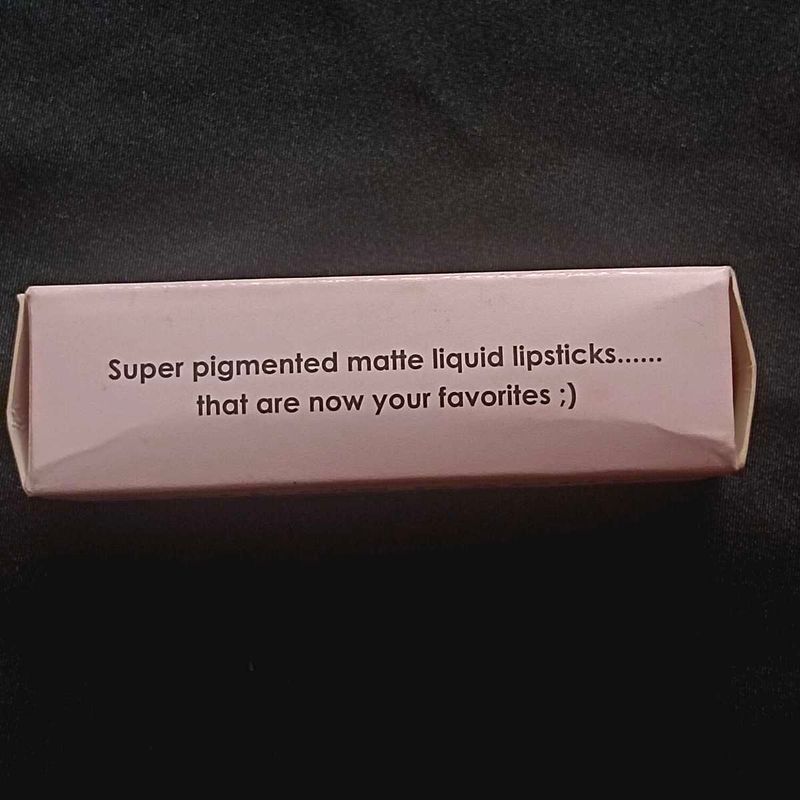 Super pigmented matte liquid lipsticks......
that are now your favorites ;)